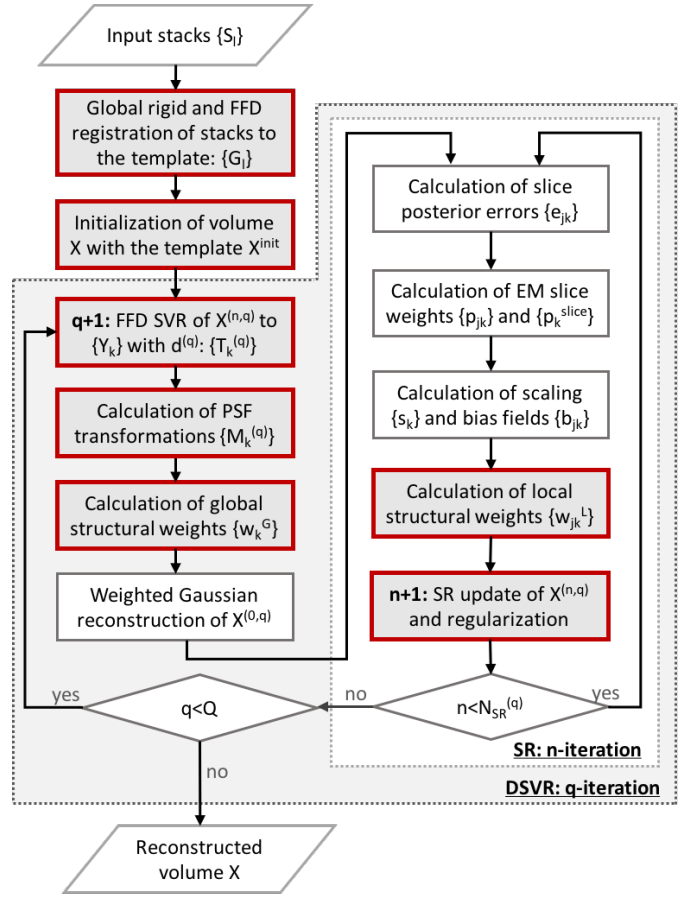 Input stacks {Sₗ}
Global rigid and FFD
registration of stacks to
the template: {Gₗ}
Initialization of volume
X with the template X^init
q+1: FFD SVR of X^(n,q) to
{Y_k} with d^(q): {T_k^(q)}
Calculation of PSF
transformations {M_k^(q)}
Calculation of global
structural weights {w_k^G}
Weighted Gaussian
reconstruction of X^(0,q)
Calculation of slice
posterior errors {e_jk}
Calculation of EM slice
weights {p_jk} and {p_k^slice}
Calculation of scaling
{s_k} and bias fields {b_jk}
Calculation of local
structural weights {w_jk^L}
n+1: SR update of X^(n,q)
and regularization
n<N_SR^(q)
yes
no
SR: n-iteration
q<Q
yes
no
DSVR: q-iteration
Reconstructed
volume X